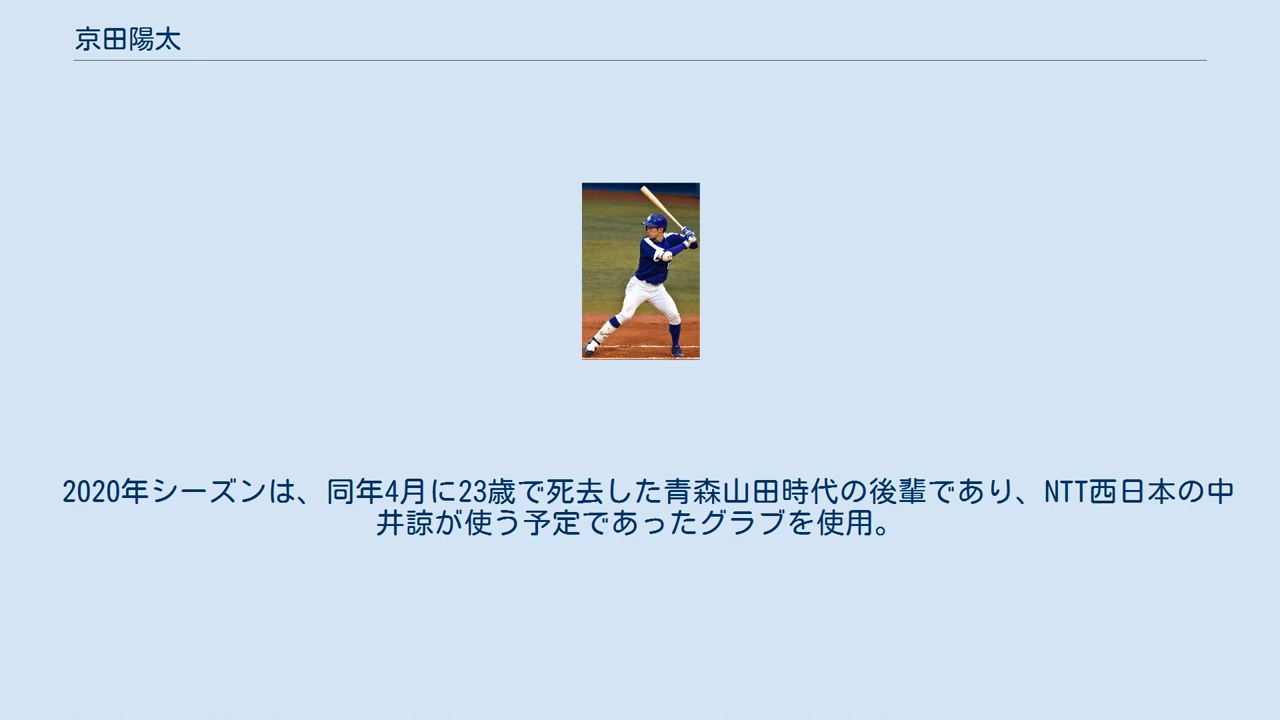 京田陽太
2020年シーズンは、同年4月に23歳で死去した青森山田時代の後輩であり、NTT西日本の中
井諒が使う予定であったグラブを使用。